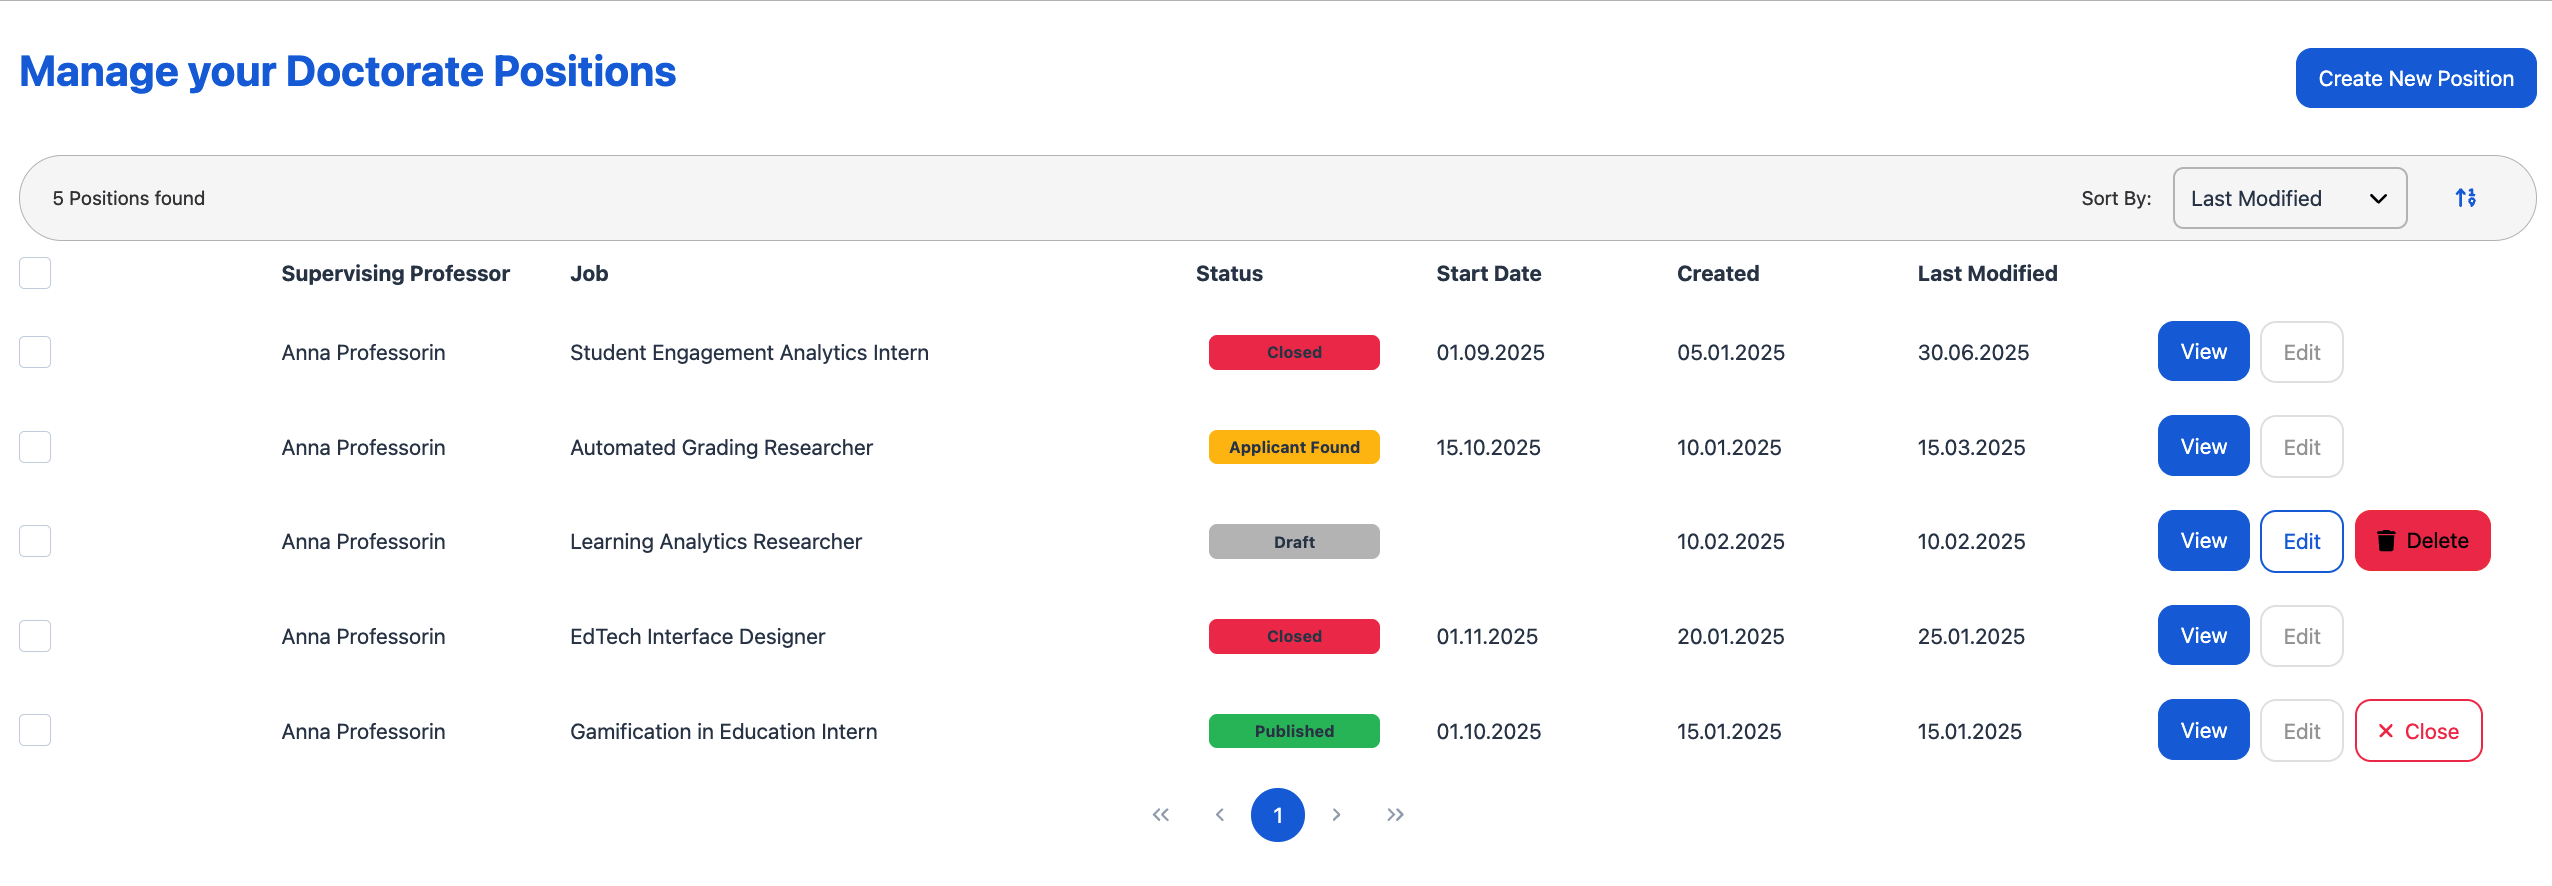 Manage your Doctorate Positions
Create New Position
5 Positions found
Sort By: Last Modified
Supervising Professor Job Status Start Date Created Last Modified
Anna Professorin Student Engagement Analytics Intern Closed 01.09.2025 05.01.2025 30.06.2025 View Edit
Anna Professorin Automated Grading Researcher Applicant Found 15.10.2025 10.01.2025 15.03.2025 View Edit
Anna Professorin Learning Analytics Researcher Draft 10.02.2025 10.02.2025 View Edit Delete
Anna Professorin EdTech Interface Designer Closed 01.11.2025 20.01.2025 25.01.2025 View Edit
Anna Professorin Gamification in Education Intern Published 01.10.2025 15.01.2025 15.01.2025 View Edit Close
1